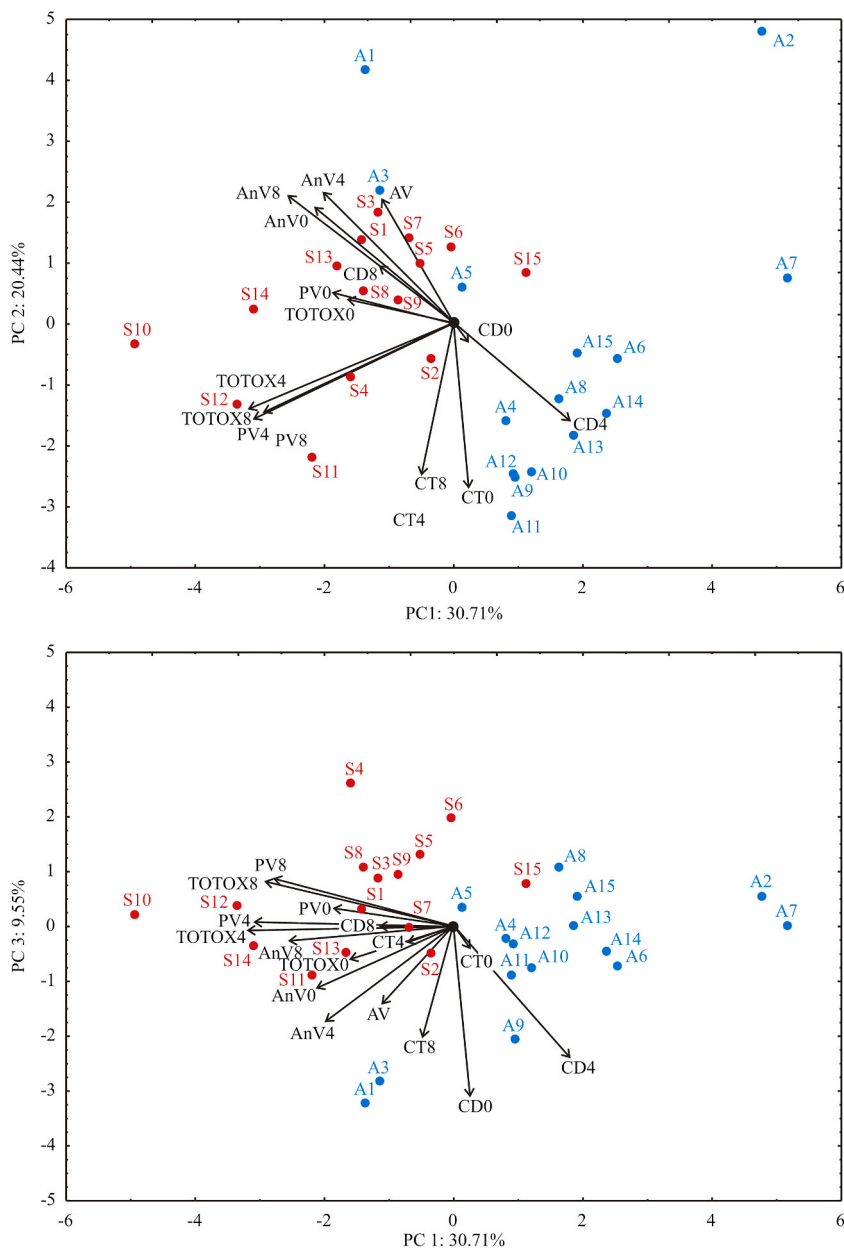 5
A2
A1
4
3
A3
AnV4
AnV8
AV
2
S3
AnV0
S7
S6
S1
S5
S15
1
S13
CD8
A5
A7
PV0
S8
S9
S14
TOTOX0
PC 2: 20.44%
0
S10
CD0
A15
A6
S2
TOTOX4
S4
-1
A8
S12
A14
TOTOX8
A4
CD4
PV4
PV8
A13
-2
S11
A12
A10
CT8
A9
CT0
-3
CT4
A11
-4
-6
-4
-2
0
2
4
6
PC1: 30.71%
5
4
3
S4
S6
2
S5
A8
S8
S3
S9
S15
PV8
1
TOTOX8
A15
A2
S10
S12
S1
PV0
S7
A5
A7
PV4
CD8
A4
A12
A13
PC 3: 9.55%
0
TOTOX4
CT4
A14
AnV8
S13
S14
TOTOX0
S2
CT0
A11
A10
A6
S11
AnV0
-1
AV
AnV4
A9
CT8
-2
CD4
A3
A1
CD0
-3
-4
-5
-6
-4
-2
0
2
4
6
PC 1: 30.71%